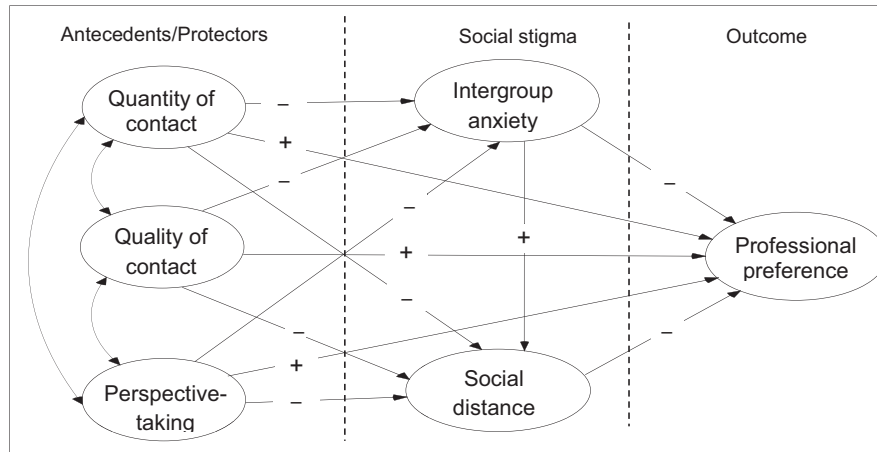 Antecedents/Protectors
Social stigma
Outcome
Quantity of
contact
Intergroup
anxiety
Quality of
contact
Professional
preference
Perspective-
taking
Social
distance
–
+
–
–
+
+
–
–
–
+
–
–